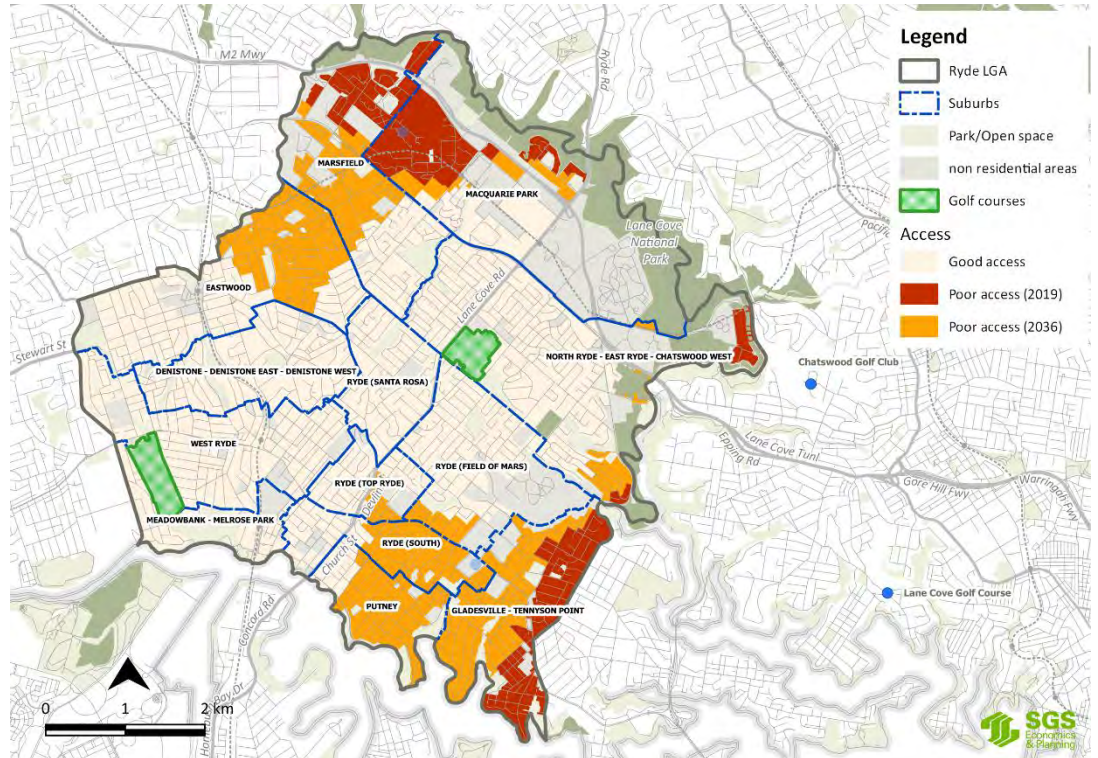 Legend
Ryde LGA
Suburbs
Park/Open space
non residential areas
Golf courses
Access
Good access
Poor access (2019)
Poor access (2036)
M2 Mwy
Ryde Rd
MARSFIELD
MACQUARIE PARK
Lane Cove
National
Park
Pacific
EASTWOOD
Lane Cove Rd
Stewart St
DENISTONE - DENISTONE EAST - DENISTONE WEST
RYDE (SANTA ROSA)
NORTH RYDE - EAST RYDE - CHATSWOOD WEST
Chatswood Golf Club
WEST RYDE
RYDE (FIELD OF MARS)
Epping Rd
Lane Cove Tunl
Gore Hill Fwy
Warringah Fwy
RYDE (TOP RYDE)
Devlin
MEADOWBANK - MELROSE PARK
Church St
RYDE (SOUTH)
PUTNEY
GLADESVILLE - TENNYSON POINT
Lane Cove Golf Course
Concord Rd
Bay Dr
0 1 2 km
SGS
Economics
& Planning